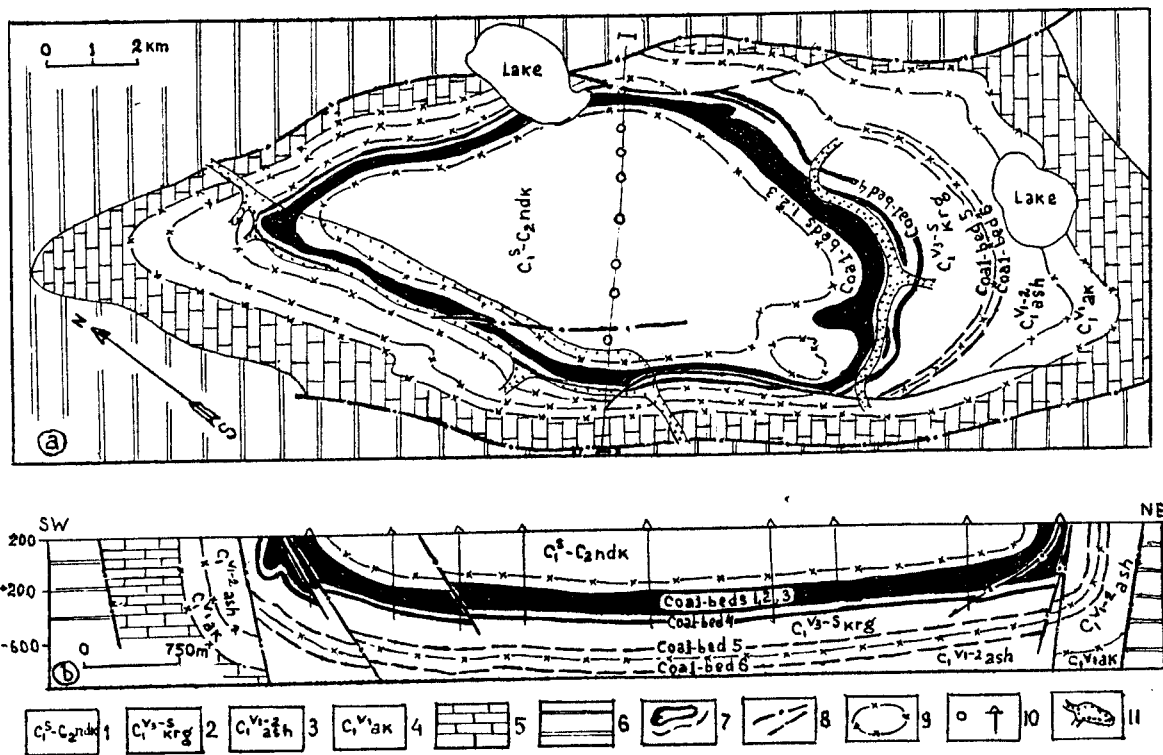 0 1 2 km
Lake
I
C₁ˢ-C₂ndk
Coal-beds 1, 2, 3
Coal-bed 4
C₁ⱽ³⁻ˢ krg
Coal-bed 5
Coal-bed 6
Lake
C₁ⱽ¹⁻² ash
C₁ⱽ¹ ak
N
S
a
SW
NE
200
+200
-600
C₁ⱽ¹⁻² ash
C₁ⱽ¹ ak
C₁ˢ-C₂ndk
Coal-beds 1, 2, 3
Coal-bed 4
C₁ⱽ³⁻ˢ krg
Coal-bed 5
Coal-bed 6
C₁ⱽ¹⁻² ash
C₁ⱽ¹⁻² ash
C₁ⱽ¹ ak
0 750m
b
C₁ˢ-C₂ndk 1 C₁ⱽ³⁻ˢ krg 2 C₁ⱽ¹⁻² ash 3 C₁ⱽ¹ ak 4 5 6 7 8 9 10 11